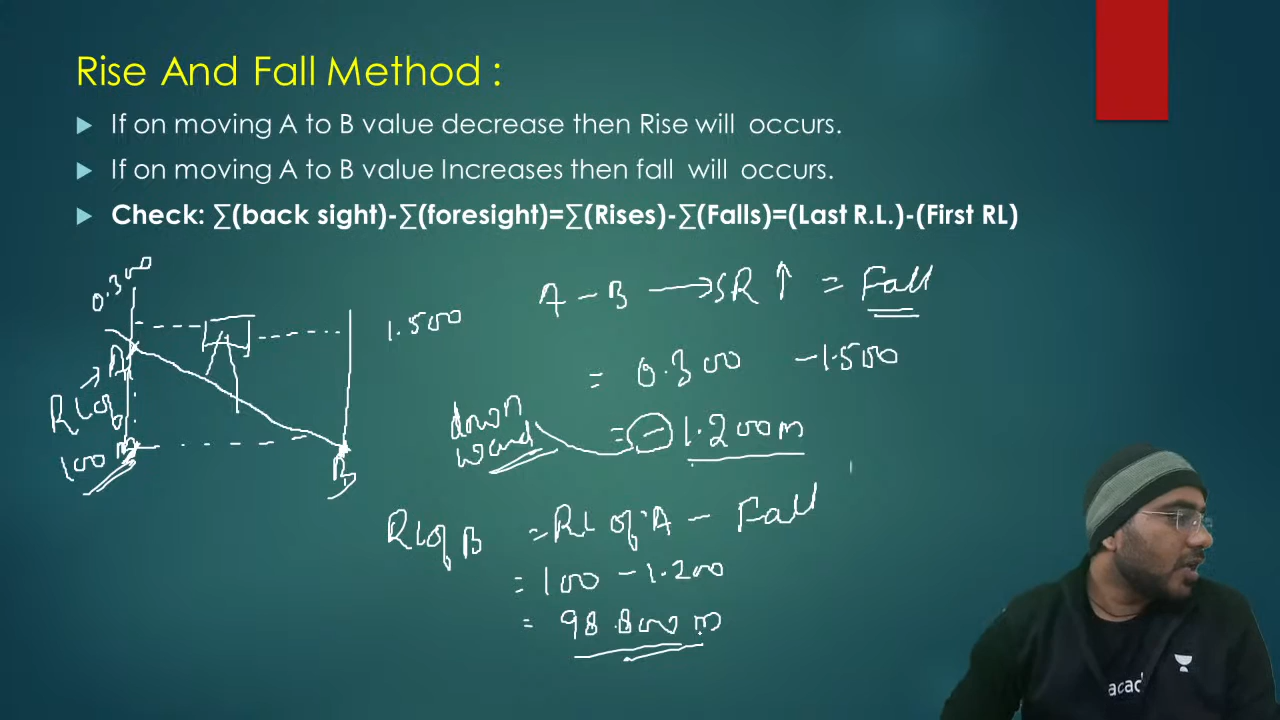 Rise And Fall Method :
If on moving A to B value decrease then Rise will occurs.
If on moving A to B value Increases then fall will occurs.
Check: ∑(back sight)-∑(foresight)=∑(Rises)-∑(Falls)=(Last R.L.)-(First RL)
0.300
1.500
A
RL of
100 m
B
A - B → SR ↑ = Fall
= 0.300 - 1.500
= - 1.200m
down
ward
RL of B = RL of A - Fall
= 100 - 1.200
= 98.800 m
acad